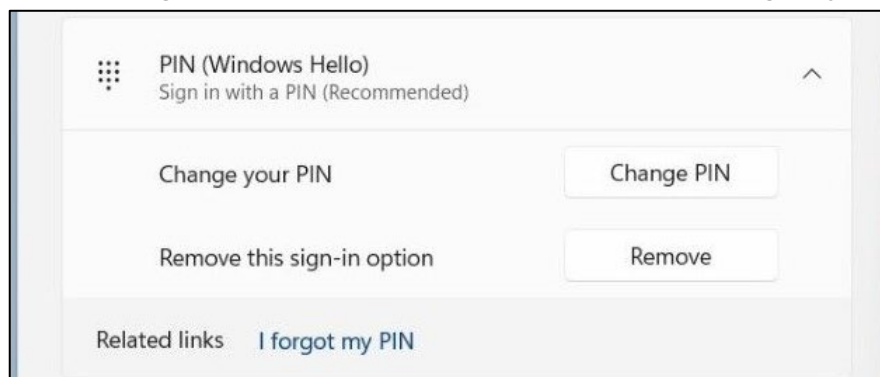 PIN (Windows Hello)
Sign in with a PIN (Recommended)
Change your PIN
Change PIN
Remove this sign-in option
Remove
Related links I forgot my PIN